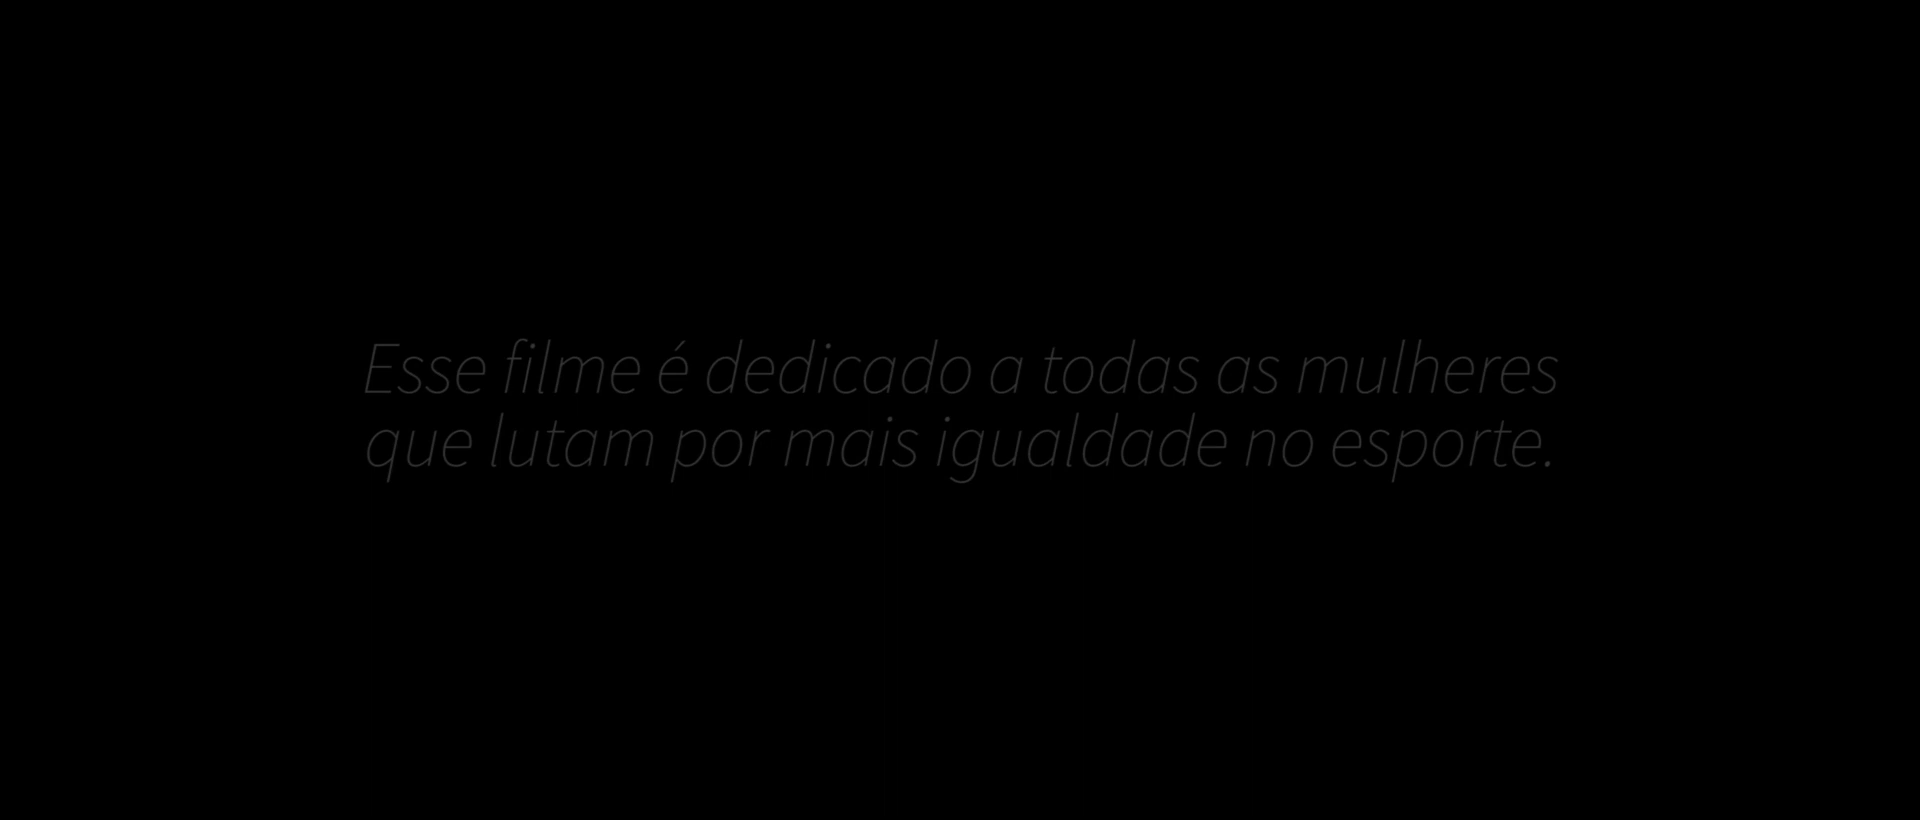 Esse filme é dedicado a todas as mulheres
que lutam por mais igualdade no esporte.